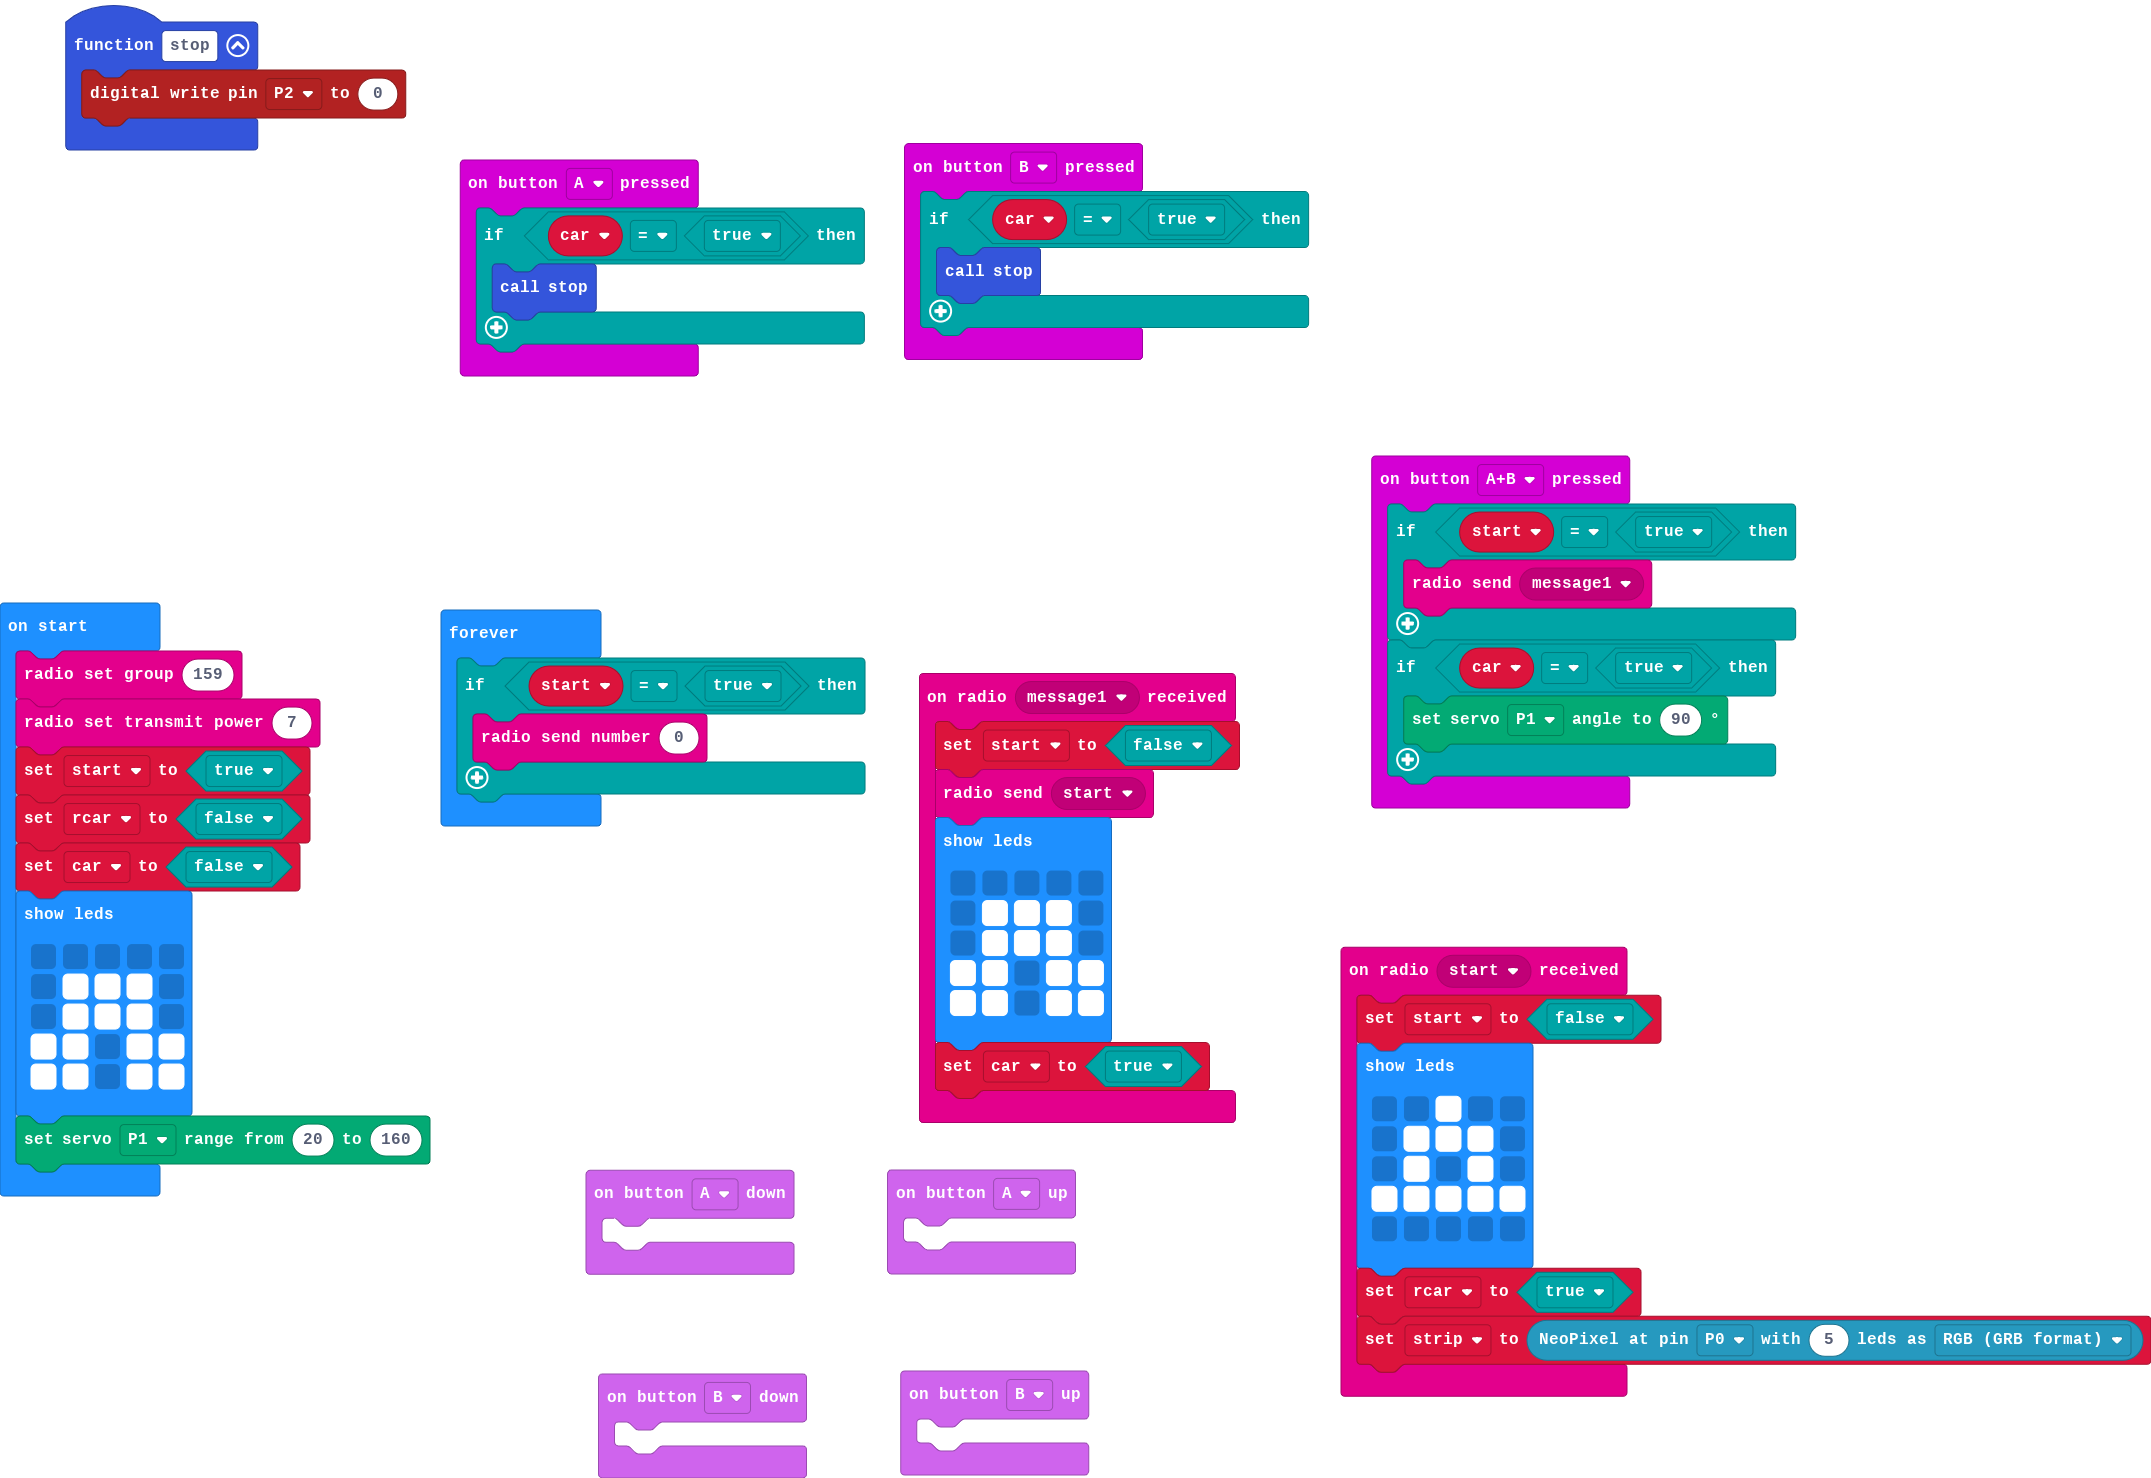 function stop
digital write pin P2 to 0
on button A pressed
if car = true then
call stop
on button B pressed
if car = true then
call stop
on button A+B pressed
if start = true then
radio send message1
if car = true then
set servo P1 angle to 90 °
on start
radio set group 159
radio set transmit power 7
set start to true
set rcar to false
set car to false
show leds
set servo P1 range from 20 to 160
forever
if start = true then
radio send number 0
on radio message1 received
set start to false
radio send start
show leds
set car to true
on radio start received
set start to false
show leds
set rcar to true
set strip to NeoPixel at pin P0 with 5 leds as RGB (GRB format)
on button A down
on button A up
on button B down
on button B up